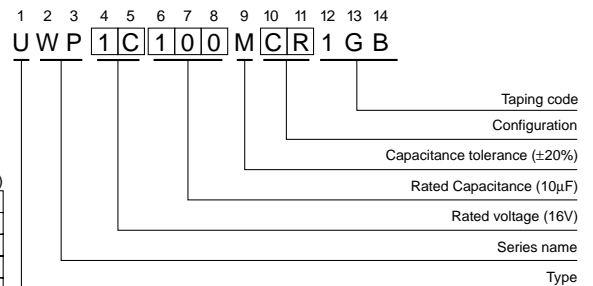 1 2 3 4 5 6 7 8 9 10 11 12 13 14
U W P 1 C 1 0 0 M C R 1 G B
Taping code
Configuration
Capacitance tolerance (±20%)
Rated Capacitance (10μF)
)
Rated voltage (16V)
Series name
Type